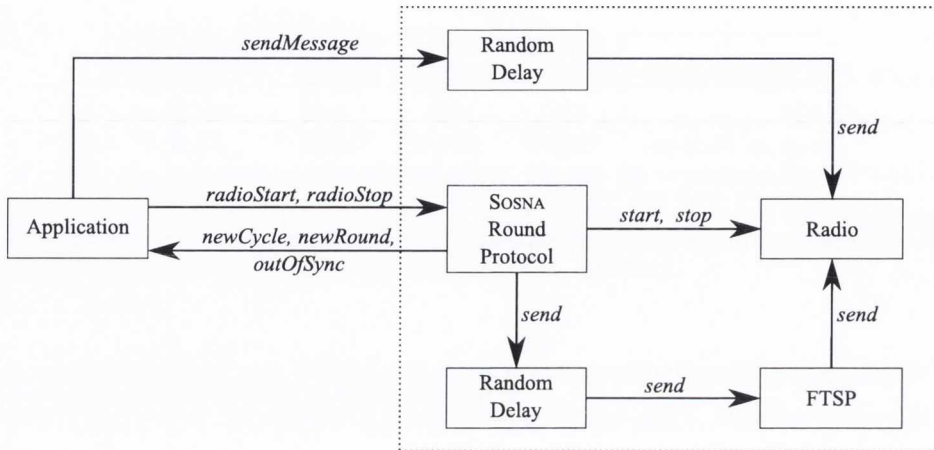 sendMessage
Random
Delay
send
Application
radioStart, radioStop
newCycle, newRound,
outOfSync
SOSNA
Round
Protocol
start, stop
Radio
send
send
Random
Delay
send
FTSP